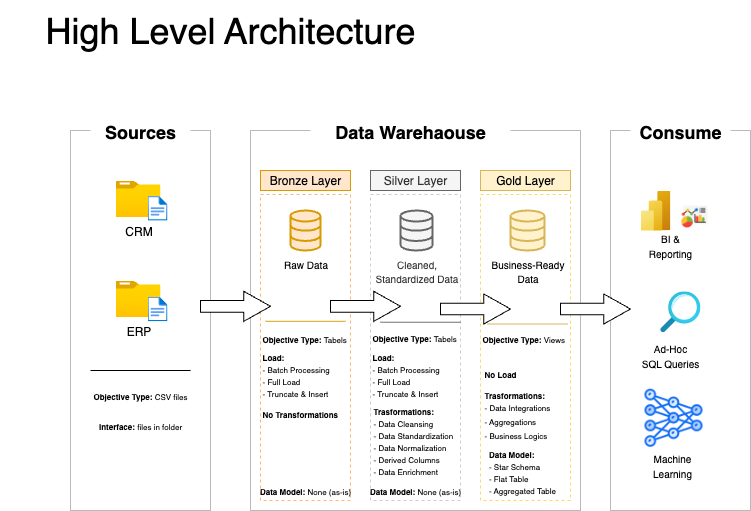 High Level Architecture
Sources
CRM
ERP
Objective Type: CSV files
Interface: files in folder
Data Warehaouse
Bronze Layer
Raw Data
Objective Type: Tabels
Load:
- Batch Processing
- Full Load
- Truncate & Insert
No Transformations
Data Model: None (as-is)
Silver Layer
Cleaned,
Standardized Data
Objective Type: Tabels
Load:
- Batch Processing
- Full Load
- Truncate & Insert
Trasformations:
- Data Cleansing
- Data Standardization
- Data Normalization
- Derived Columns
- Data Enrichment
Data Model: None (as-is)
Gold Layer
Business-Ready
Data
Objective Type: Views
No Load
Trasformations:
- Data Integrations
- Aggregations
- Business Logics
Data Model:
- Star Schema
- Flat Table
- Aggregated Table
Consume
BI &
Reporting
Ad-Hoc
SQL Queries
Machine
Learning